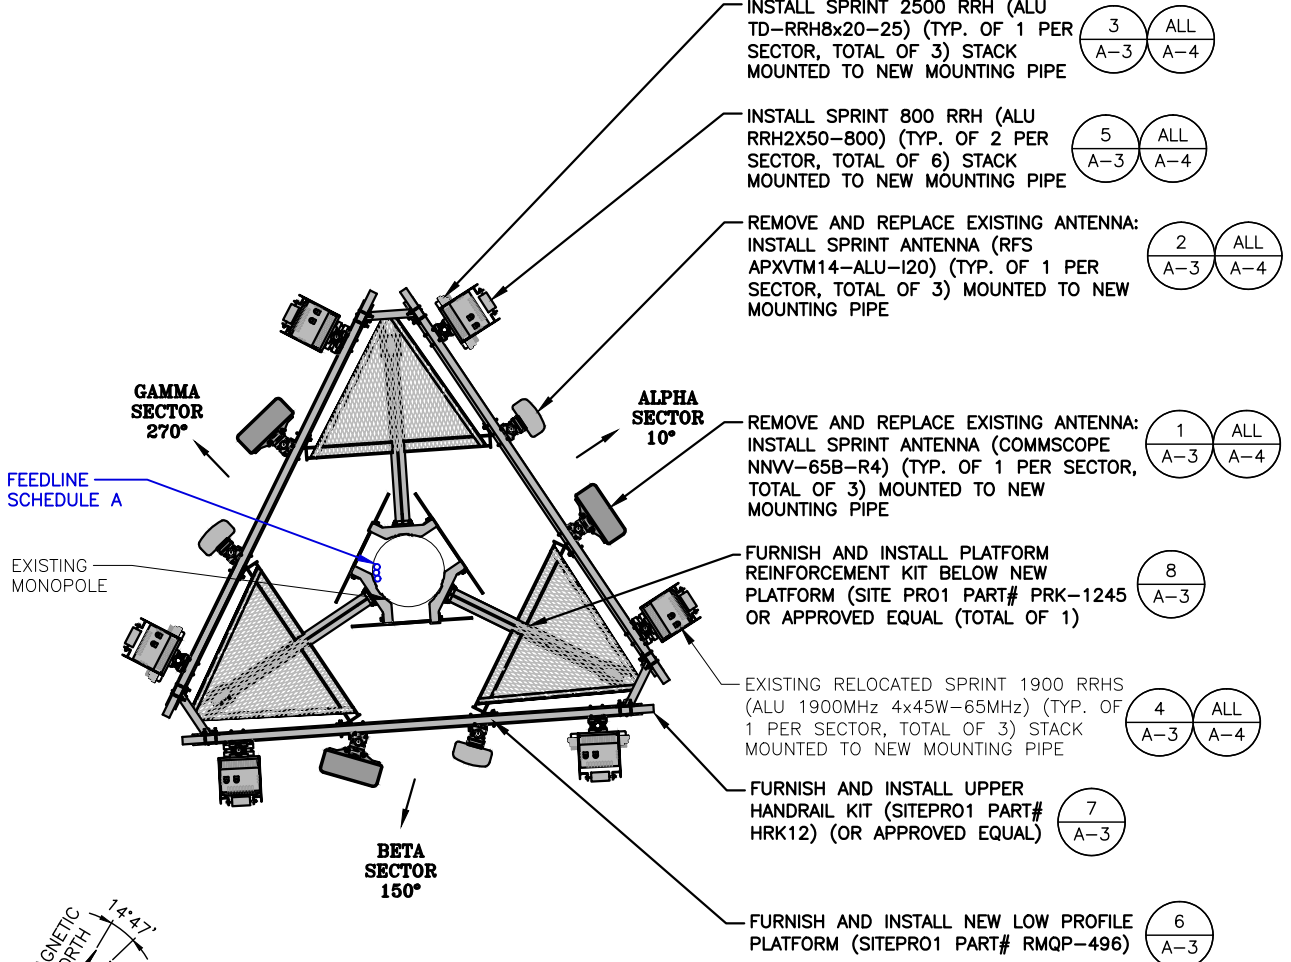 INSTALL SPRINT 2500 RRH (ALU
TD-RRH8x20-25) (TYP. OF 1 PER
SECTOR, TOTAL OF 3) STACK
MOUNTED TO NEW MOUNTING PIPE
3
A-3
ALL
A-4
INSTALL SPRINT 800 RRH (ALU
RRH2X50-800) (TYP. OF 2 PER
SECTOR, TOTAL OF 6) STACK
MOUNTED TO NEW MOUNTING PIPE
5
A-3
ALL
A-4
REMOVE AND REPLACE EXISTING ANTENNA:
INSTALL SPRINT ANTENNA (RFS
APXVTM14-ALU-I20) (TYP. OF 1 PER
SECTOR, TOTAL OF 3) MOUNTED TO NEW
MOUNTING PIPE
2
A-3
ALL
A-4
GAMMA
SECTOR
270°
ALPHA
SECTOR
10°
REMOVE AND REPLACE EXISTING ANTENNA:
INSTALL SPRINT ANTENNA (COMMSCOPE
NNVV-65B-R4) (TYP. OF 1 PER SECTOR,
TOTAL OF 3) MOUNTED TO NEW
MOUNTING PIPE
1
A-3
ALL
A-4
FEEDLINE
SCHEDULE A
EXISTING
MONOPOLE
FURNISH AND INSTALL PLATFORM
REINFORCEMENT KIT BELOW NEW
PLATFORM (SITE PRO1 PART# PRK-1245
OR APPROVED EQUAL (TOTAL OF 1)
8
A-3
EXISTING RELOCATED SPRINT 1900 RRHS
(ALU 1900MHz 4x45W-65MHz) (TYP. OF
1 PER SECTOR, TOTAL OF 3) STACK
MOUNTED TO NEW MOUNTING PIPE
4
A-3
ALL
A-4
FURNISH AND INSTALL UPPER
HANDRAIL KIT (SITEPRO1 PART#
HRK12) (OR APPROVED EQUAL)
7
A-3
BETA
SECTOR
150°
FURNISH AND INSTALL NEW LOW PROFILE
PLATFORM (SITEPRO1 PART# RMQP-496)
6
A-3
14°47'